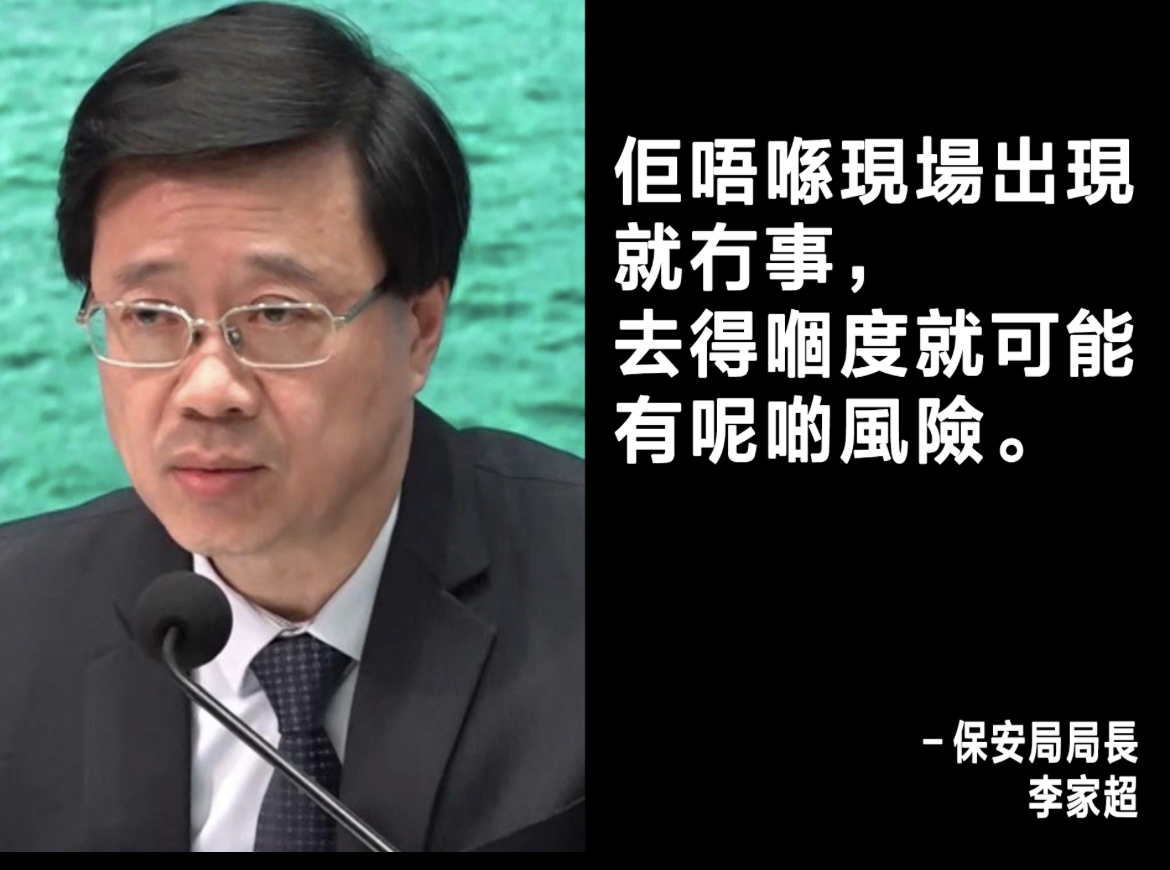 佢唔喺現場出現
就冇事，
去得嗰度就可能
有呢啲風險。
－保安局局長
李家超